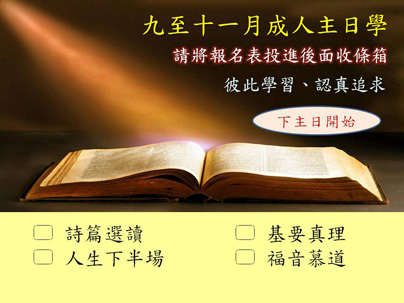 九至十一月成人主日學
請將報名表投進後面收條箱
彼此學習、認真追求
下主日開始
詩篇選讀
基要真理
人生下半場
福音慕道